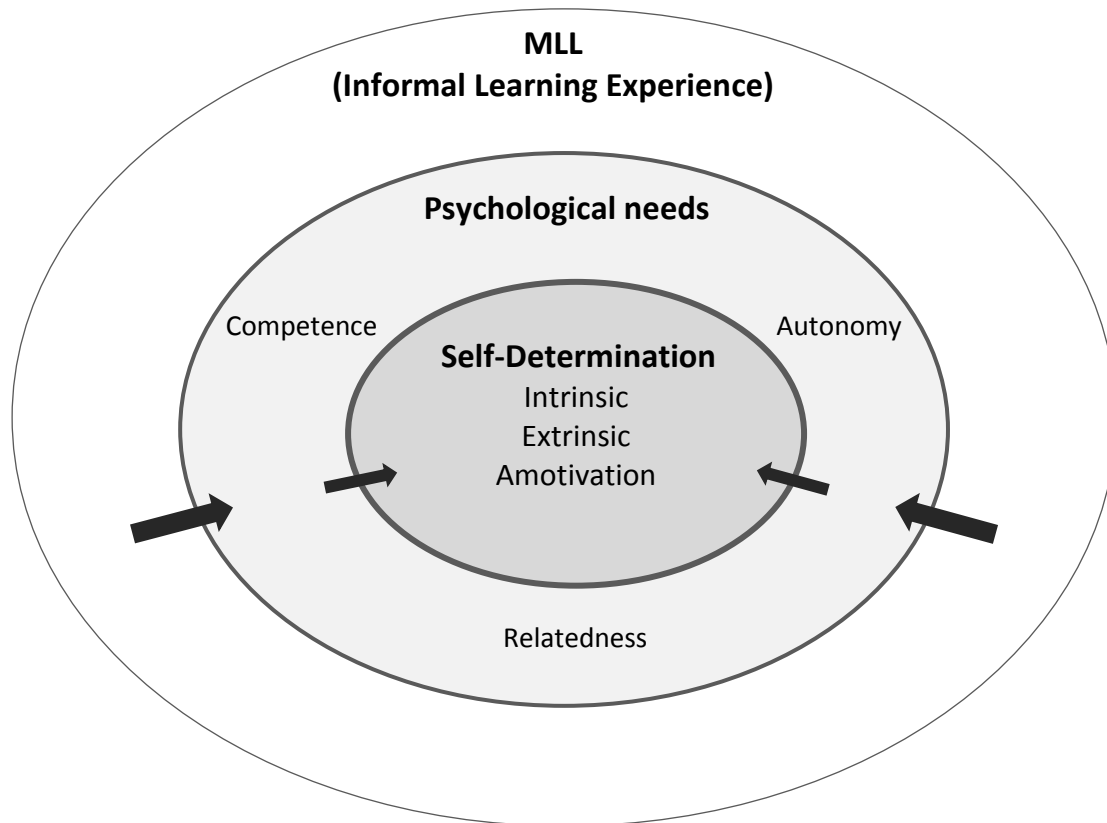 MLL
(Informal Learning Experience)
Psychological needs
Competence
Autonomy
Self-Determination
Intrinsic
Extrinsic
Amotivation
Relatedness